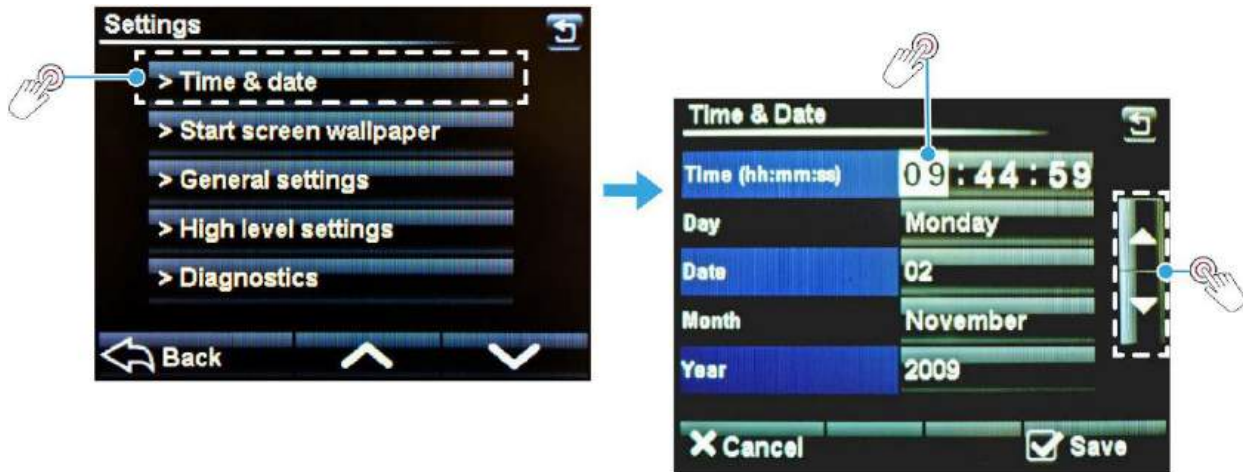 Settings
> Time & date
> Start screen wallpaper
> General settings
> High level settings
> Diagnostics
Back
Time & Date
Time (hh:mm:ss) 09:44:59
Day Monday
Date 02
Month November
Year 2009
Cancel Save